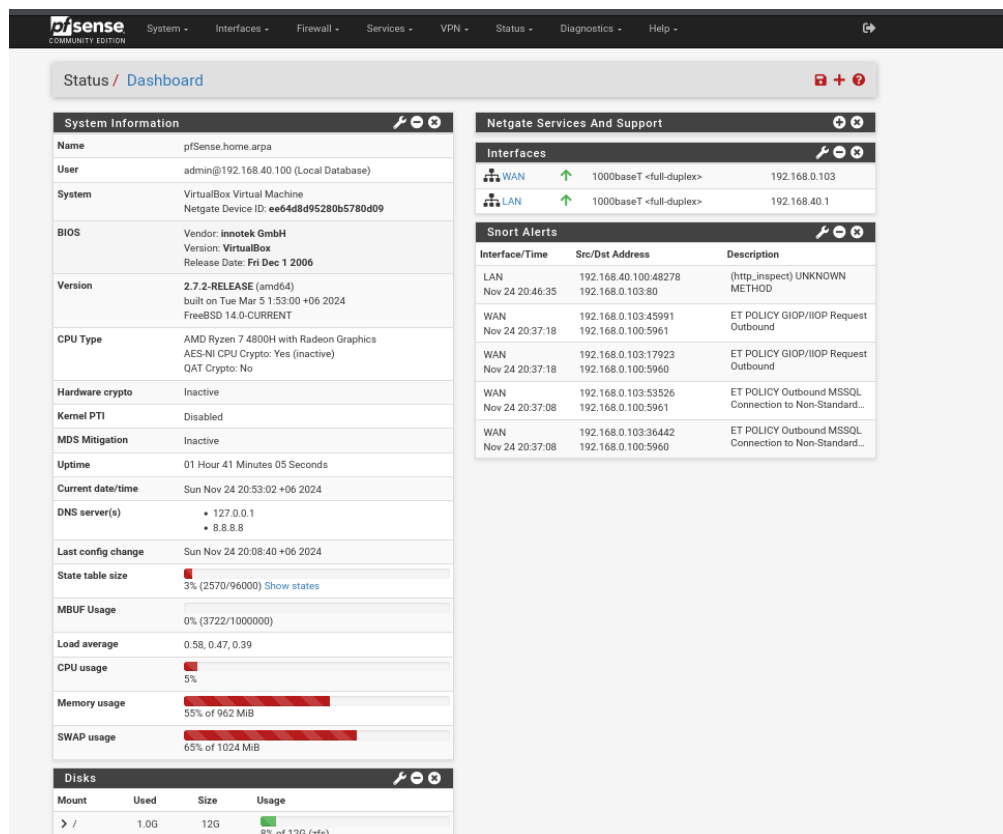 pfsense
COMMUNITY EDITION
System
Interfaces
Firewall
Services
VPN
Status
Diagnostics
Help
Status / Dashboard
System Information
Name pfSense.home.arpa
User admin@192.168.40.100 (Local Database)
System VirtualBox Virtual Machine
Netgate Device ID: ee64d8d95280b5780d09
BIOS Vendor: innotek GmbH
Version: VirtualBox
Release Date: Fri Dec 1 2006
Version 2.7.2-RELEASE (amd64)
built on Tue Mar 5 1:53:00 +06 2024
FreeBSD 14.0-CURRENT
CPU Type AMD Ryzen 7 4800H with Radeon Graphics
AES-NI CPU Crypto: Yes (inactive)
QAT Crypto: No
Hardware crypto Inactive
Kernel PTI Disabled
MDS Mitigation Inactive
Uptime 01 Hour 41 Minutes 05 Seconds
Current date/time Sun Nov 24 20:53:02 +06 2024
DNS server(s) • 127.0.0.1
• 8.8.8.8
Last config change Sun Nov 24 20:08:40 +06 2024
State table size
3% (2570/96000) Show states
MBUF Usage
0% (3722/1000000)
Load average 0.58, 0.47, 0.39
CPU usage
5%
Memory usage
55% of 962 MiB
SWAP usage
65% of 1024 MiB
Disks
Mount Used Size Usage
/ 1.0G 12G
8% of 12G (zfs)
Netgate Services And Support
Interfaces
WAN 1000baseT <full-duplex> 192.168.0.103
LAN 1000baseT <full-duplex> 192.168.40.1
Snort Alerts
Interface/Time Src/Dst Address Description
LAN 192.168.40.100:48278 (http_inspect) UNKNOWN
Nov 24 20:46:35 192.168.0.103:80 METHOD
WAN 192.168.0.103:45991 ET POLICY GIOP/IIOP Request
Nov 24 20:37:18 192.168.0.100:5961 Outbound
WAN 192.168.0.103:17923 ET POLICY GIOP/IIOP Request
Nov 24 20:37:18 192.168.0.100:5960 Outbound
WAN 192.168.0.103:53526 ET POLICY Outbound MSSQL
Nov 24 20:37:08 192.168.0.100:5961 Connection to Non-Standard...
WAN 192.168.0.103:36442 ET POLICY Outbound MSSQL
Nov 24 20:37:08 192.168.0.100:5960 Connection to Non-Standard...